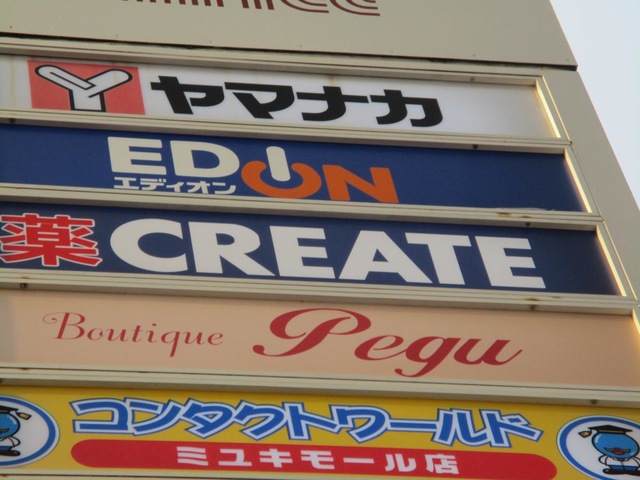 ヤマナカ
EDION
エディオン
薬 CREATE
Boutique Pegu
コンタクトワールド
ミユキモール店